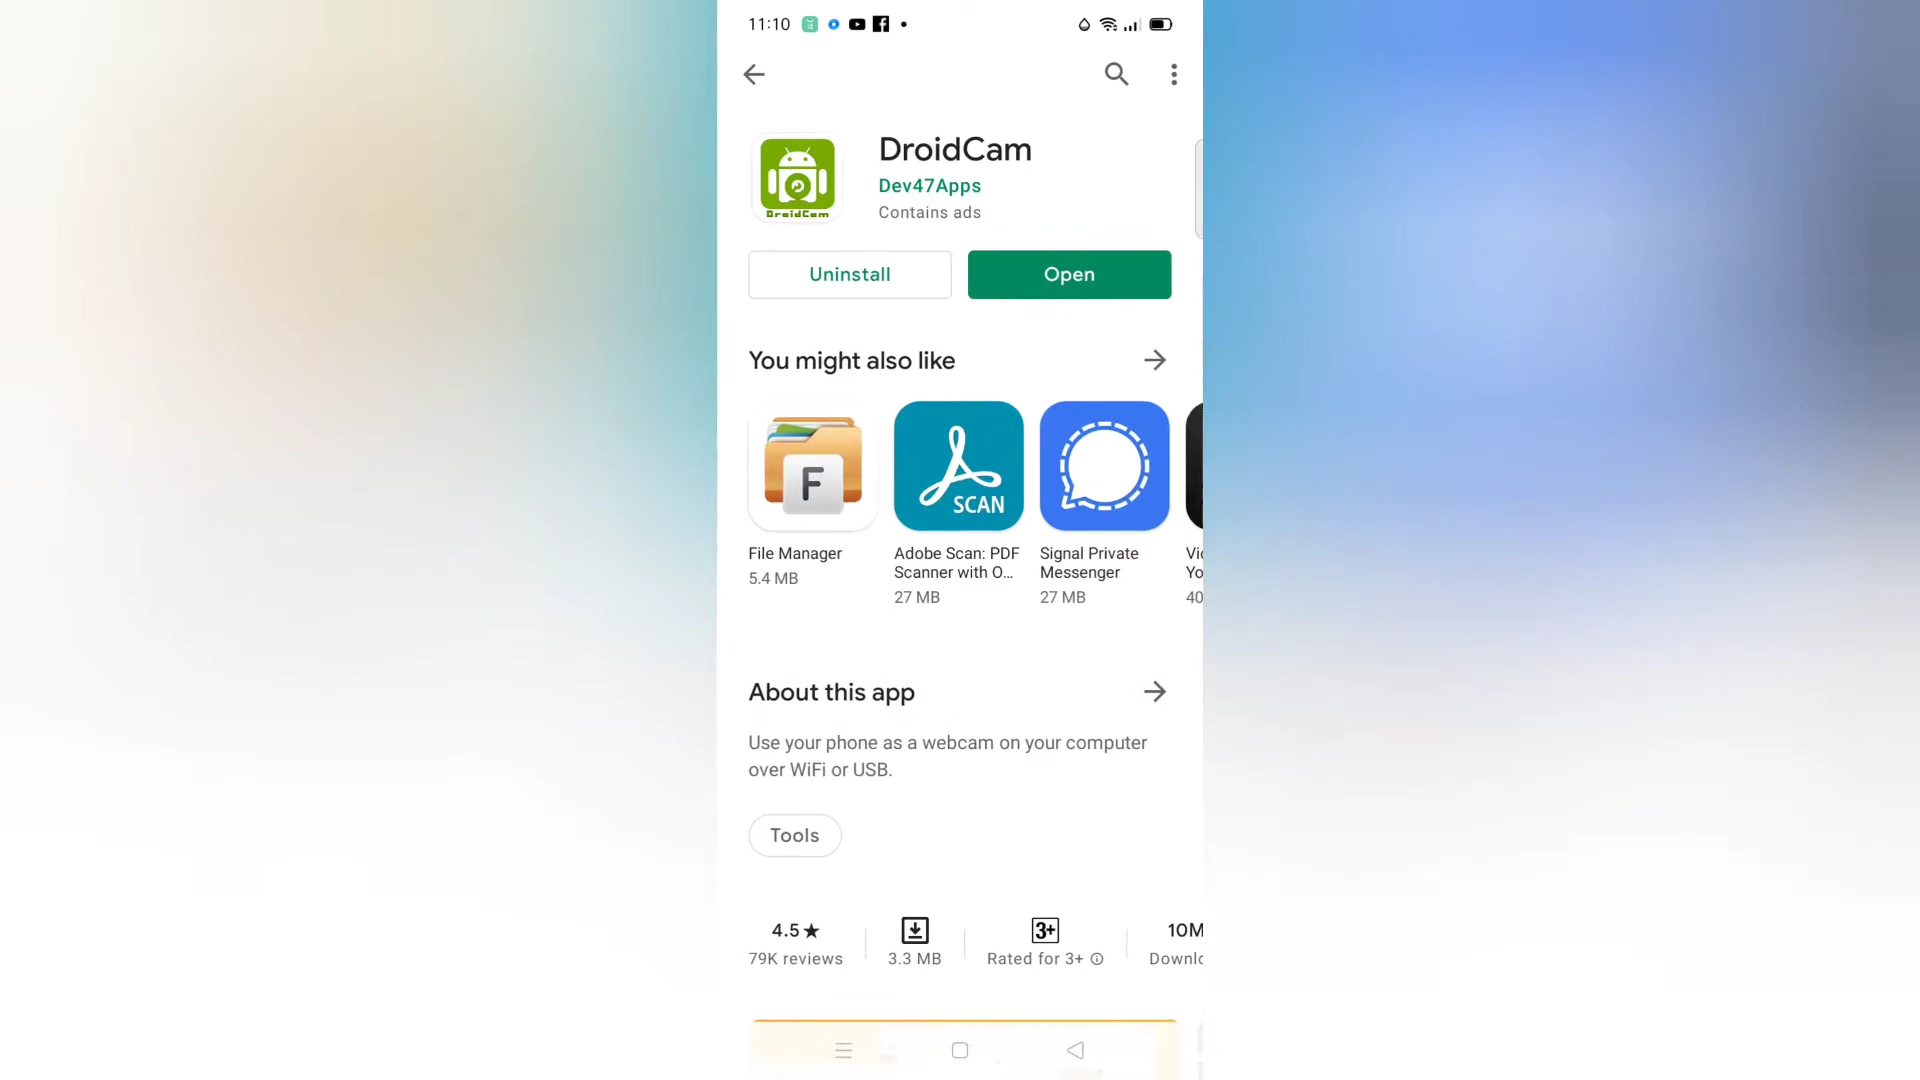 11:10
DroidCam
DroidCam
Dev47Apps
Contains ads
Uninstall
Open
You might also like
F
SCAN
File Manager
5.4 MB
Adobe Scan: PDF
Scanner with O...
27 MB
Signal Private
Messenger
27 MB
Vi
Yo
40
About this app
Use your phone as a webcam on your computer
over WiFi or USB.
Tools
4.5★
79K reviews
3.3 MB
3+
Rated for 3+
10M
Downlo